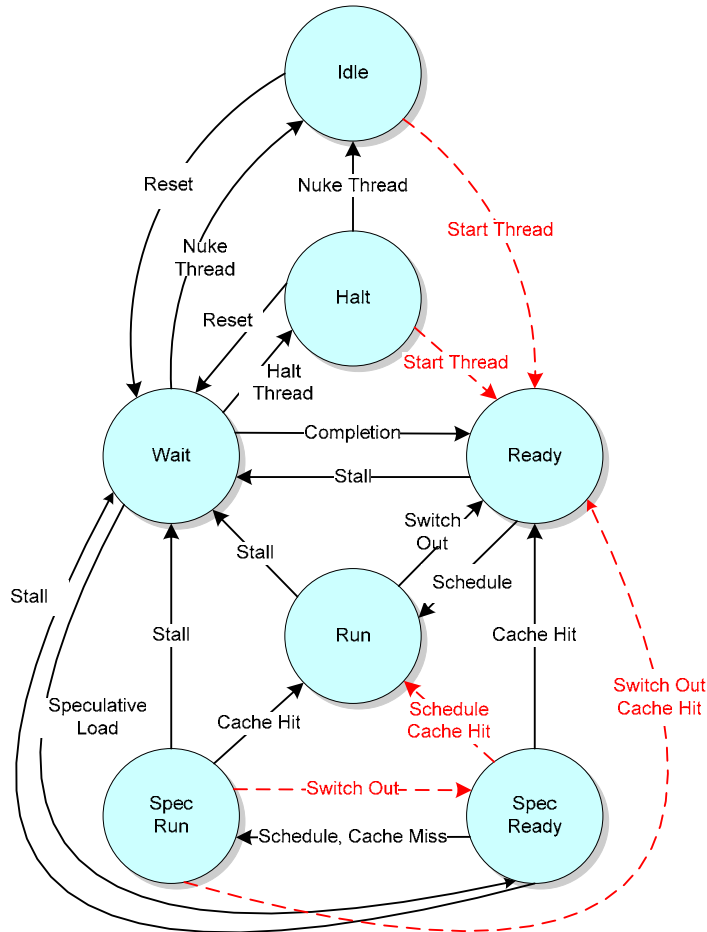 Idle
Reset
Nuke Thread
Start Thread
Nuke
Thread
Halt
Reset
Start Thread
Halt
Thread
Completion
Wait
Ready
Stall
Switch
Out
Stall
Schedule
Stall
Stall
Run
Cache Hit
Speculative
Load
Cache Hit
Schedule
Cache Hit
Switch Out
Cache Hit
Switch Out
Spec
Run
Spec
Ready
Schedule, Cache Miss